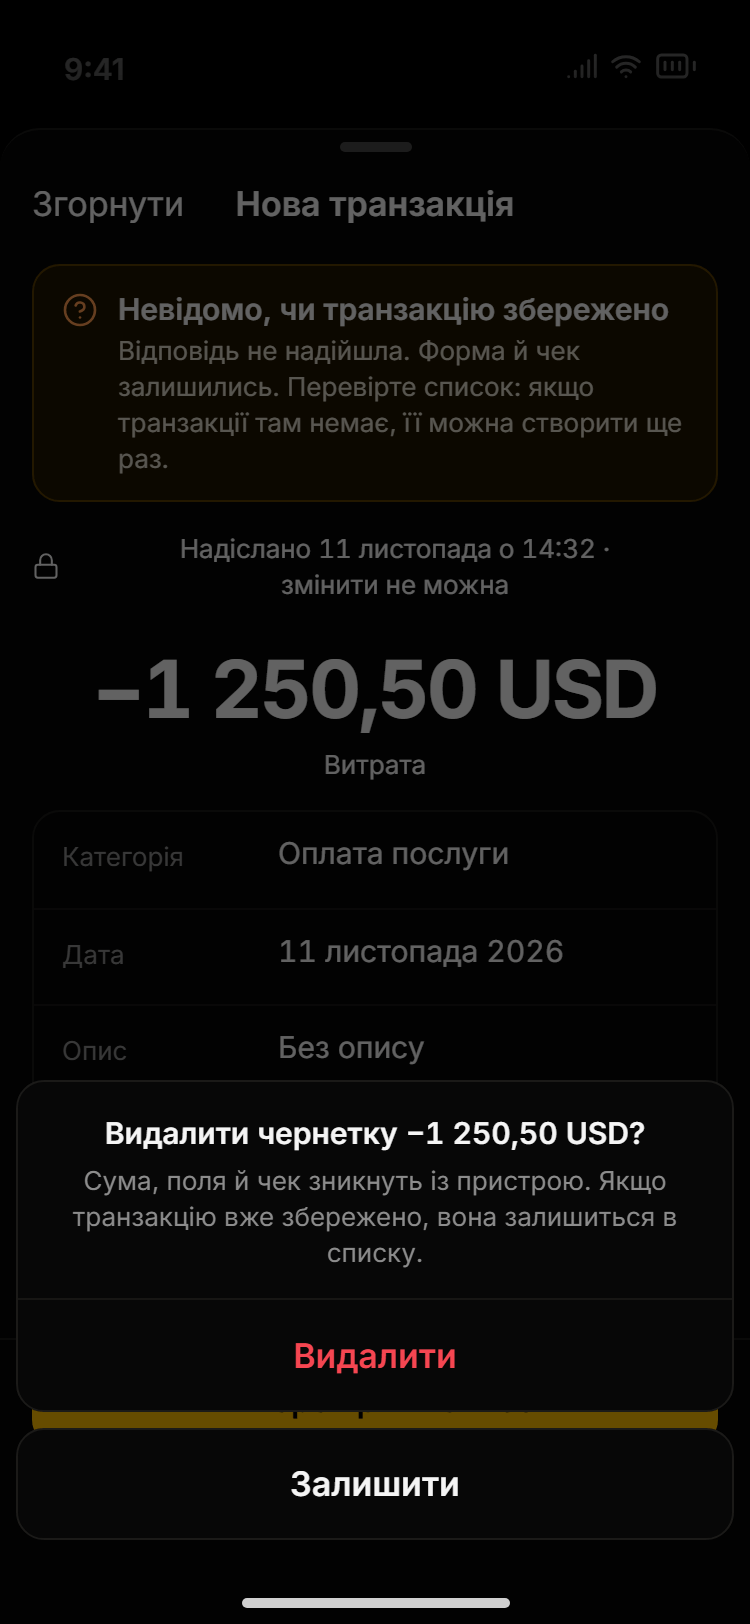 9:41
Згорнути
Нова транзакція
Невідомо, чи транзакцію збережено
Відповідь не надійшла. Форма й чек
залишились. Перевірте список: якщо
транзакції там немає, її можна створити ще
раз.
Надіслано 11 листопада о 14:32 ·
змінити не можна
−1 250,50 USD
Витрата
Категорія
Оплата послуги
Дата
11 листопада 2026
Опис
Без опису
Видалити чернетку −1 250,50 USD?
Сума, поля й чек зникнуть із пристрою. Якщо
транзакцію вже збережено, вона залишиться в
списку.
Видалити
Залишити